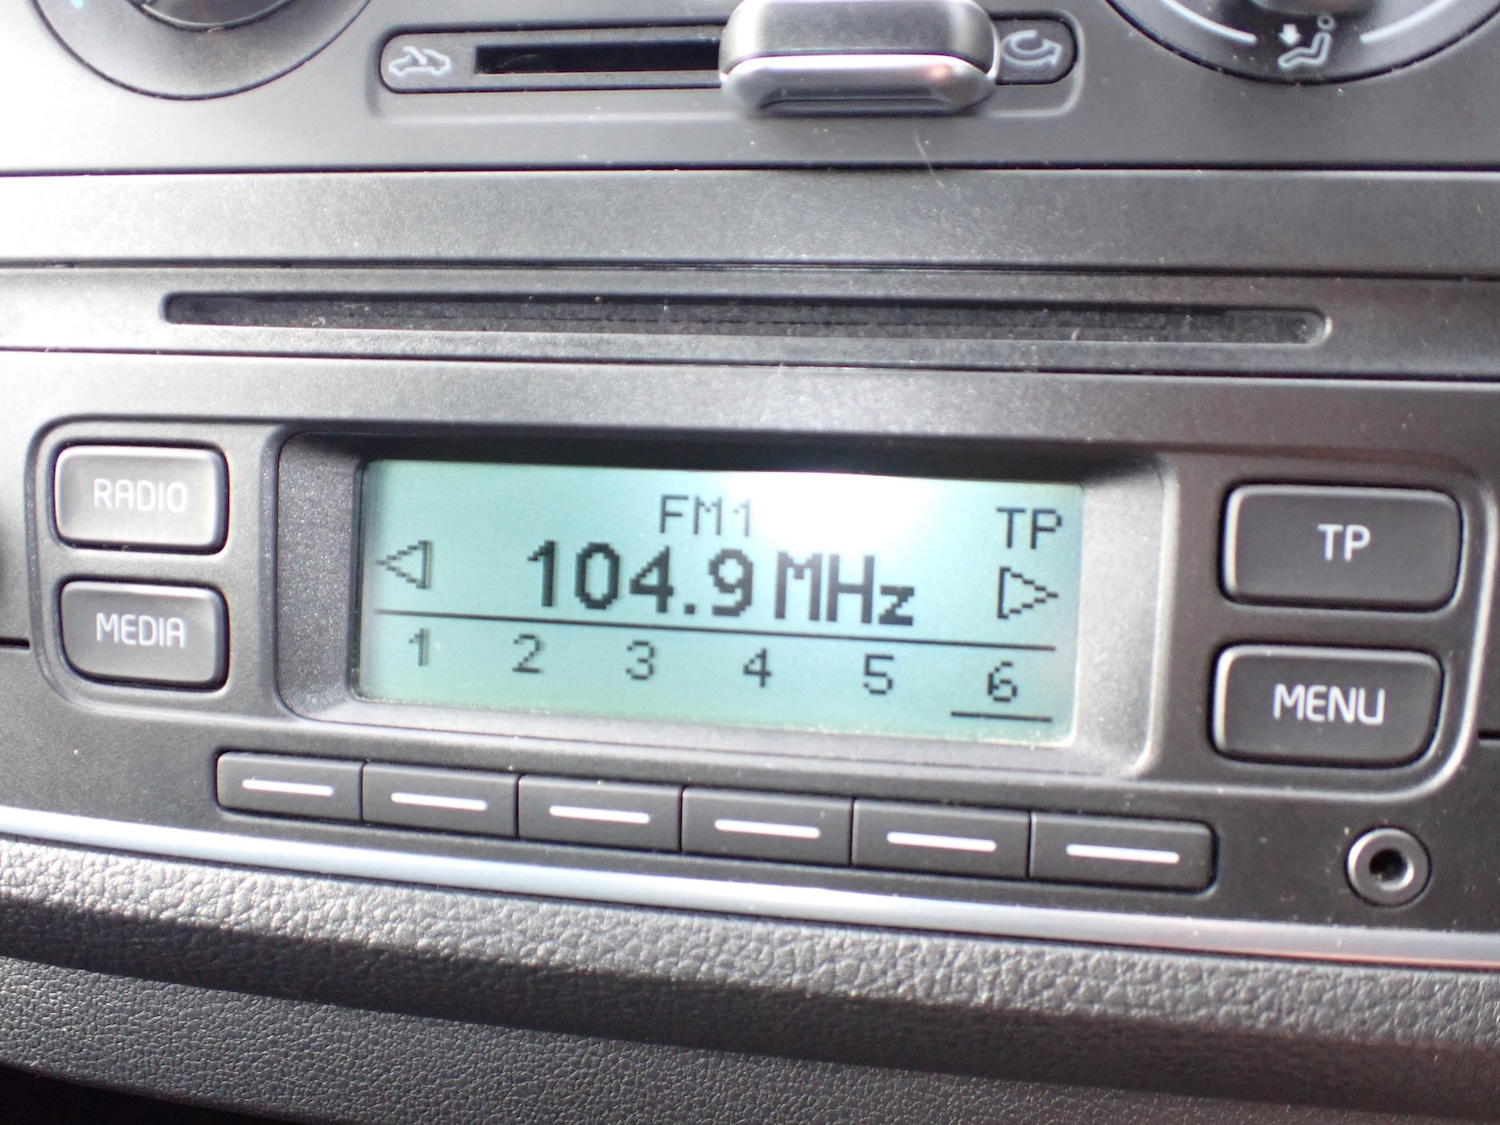 RADIO
MEDIA
FM1
TP
104.9 MHz
1 2 3 4 5 6
TP
MENU